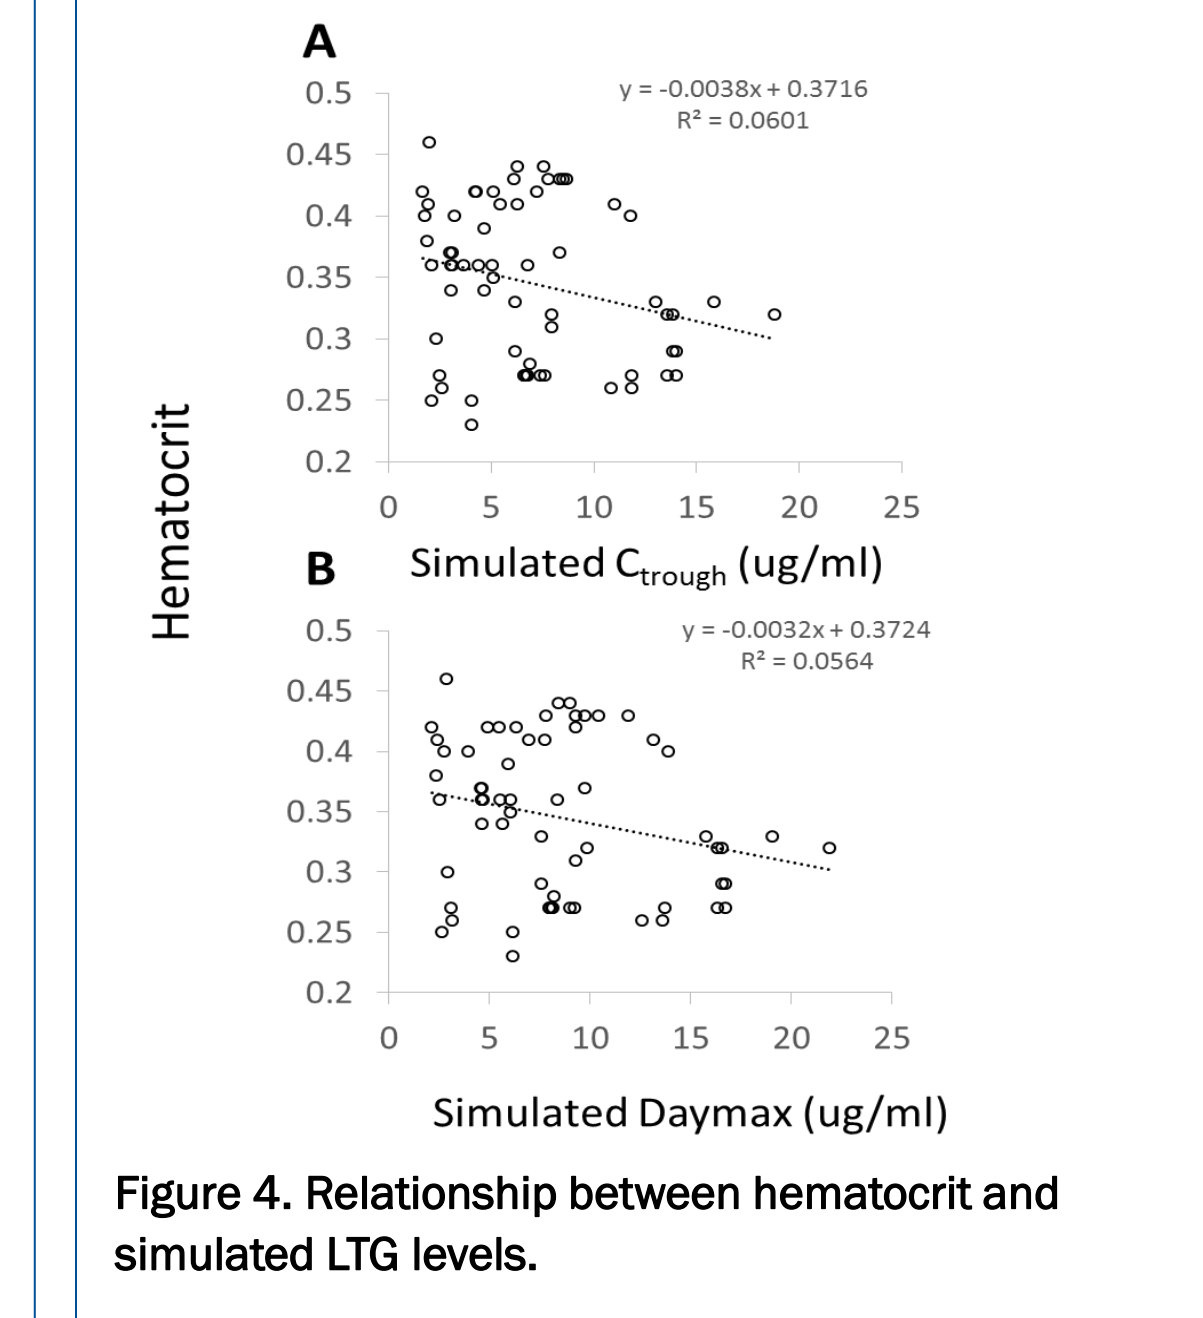 A
y = -0.0038x + 0.3716
R² = 0.0601
0.5
0.45
0.4
0.35
0.3
0.25
0.2
0 5 10 15 20 25
Simulated Ctrough (ug/ml)
Hematocrit
B
y = -0.0032x + 0.3724
R² = 0.0564
0.5
0.45
0.4
0.35
0.3
0.25
0.2
0 5 10 15 20 25
Simulated Daymax (ug/ml)
Figure 4. Relationship between hematocrit and
simulated LTG levels.